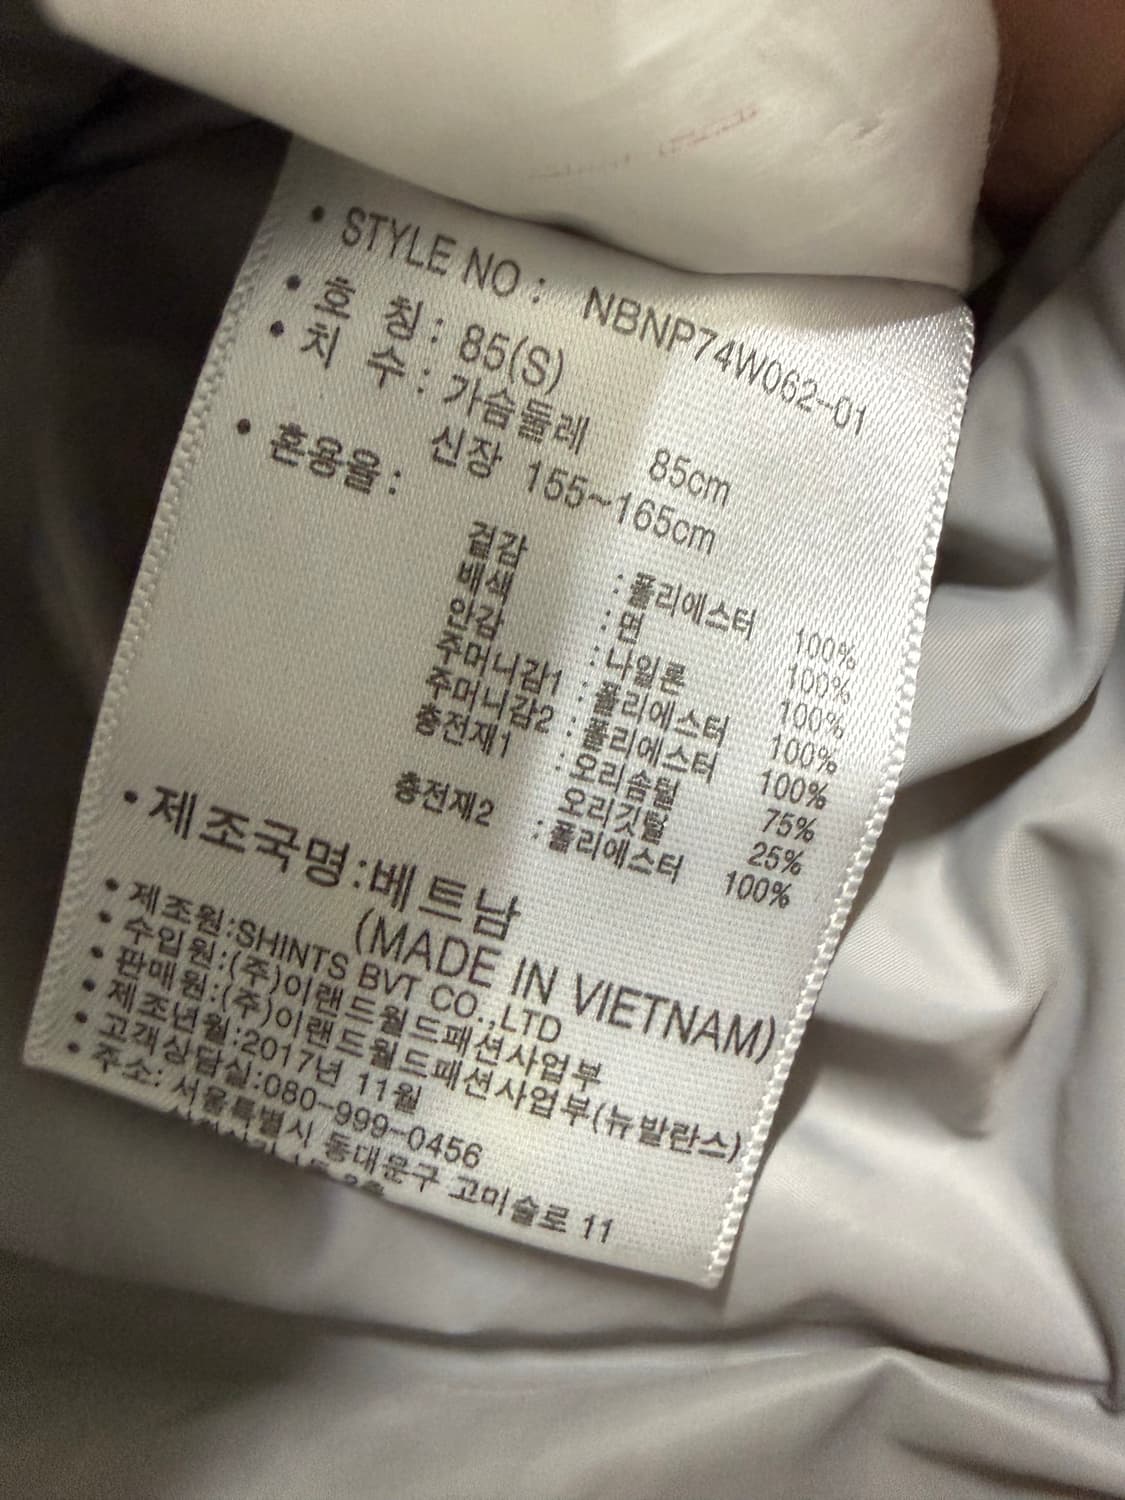 • STYLE NO : NBNP74W062-01
• 호 칭 : 85(S)
• 치 수 : 가슴둘레 85cm
신장 155~165cm
• 혼용율 :
겉감 : 폴리에스터 100%
배색 : 면 100%
안감 : 나일론 100%
주머니감1 : 폴리에스터 100%
주머니감2 : 폴리에스터 100%
충전재1 : 오리솜털 75%
오리깃털 25%
충전재2 : 폴리에스터 100%
• 제조국명:베트남
(MADE IN VIETNAM)
• 제조원:SHINTS BVT CO.,LTD
• 수입원:(주)이랜드월드패션사업부
• 판매원:(주)이랜드월드패션사업부(뉴발란스)
• 제조년월:2017년 11월
• 고객상담실:080-999-0456
• 주소: 서울특별시 동대문구 고미술로 11